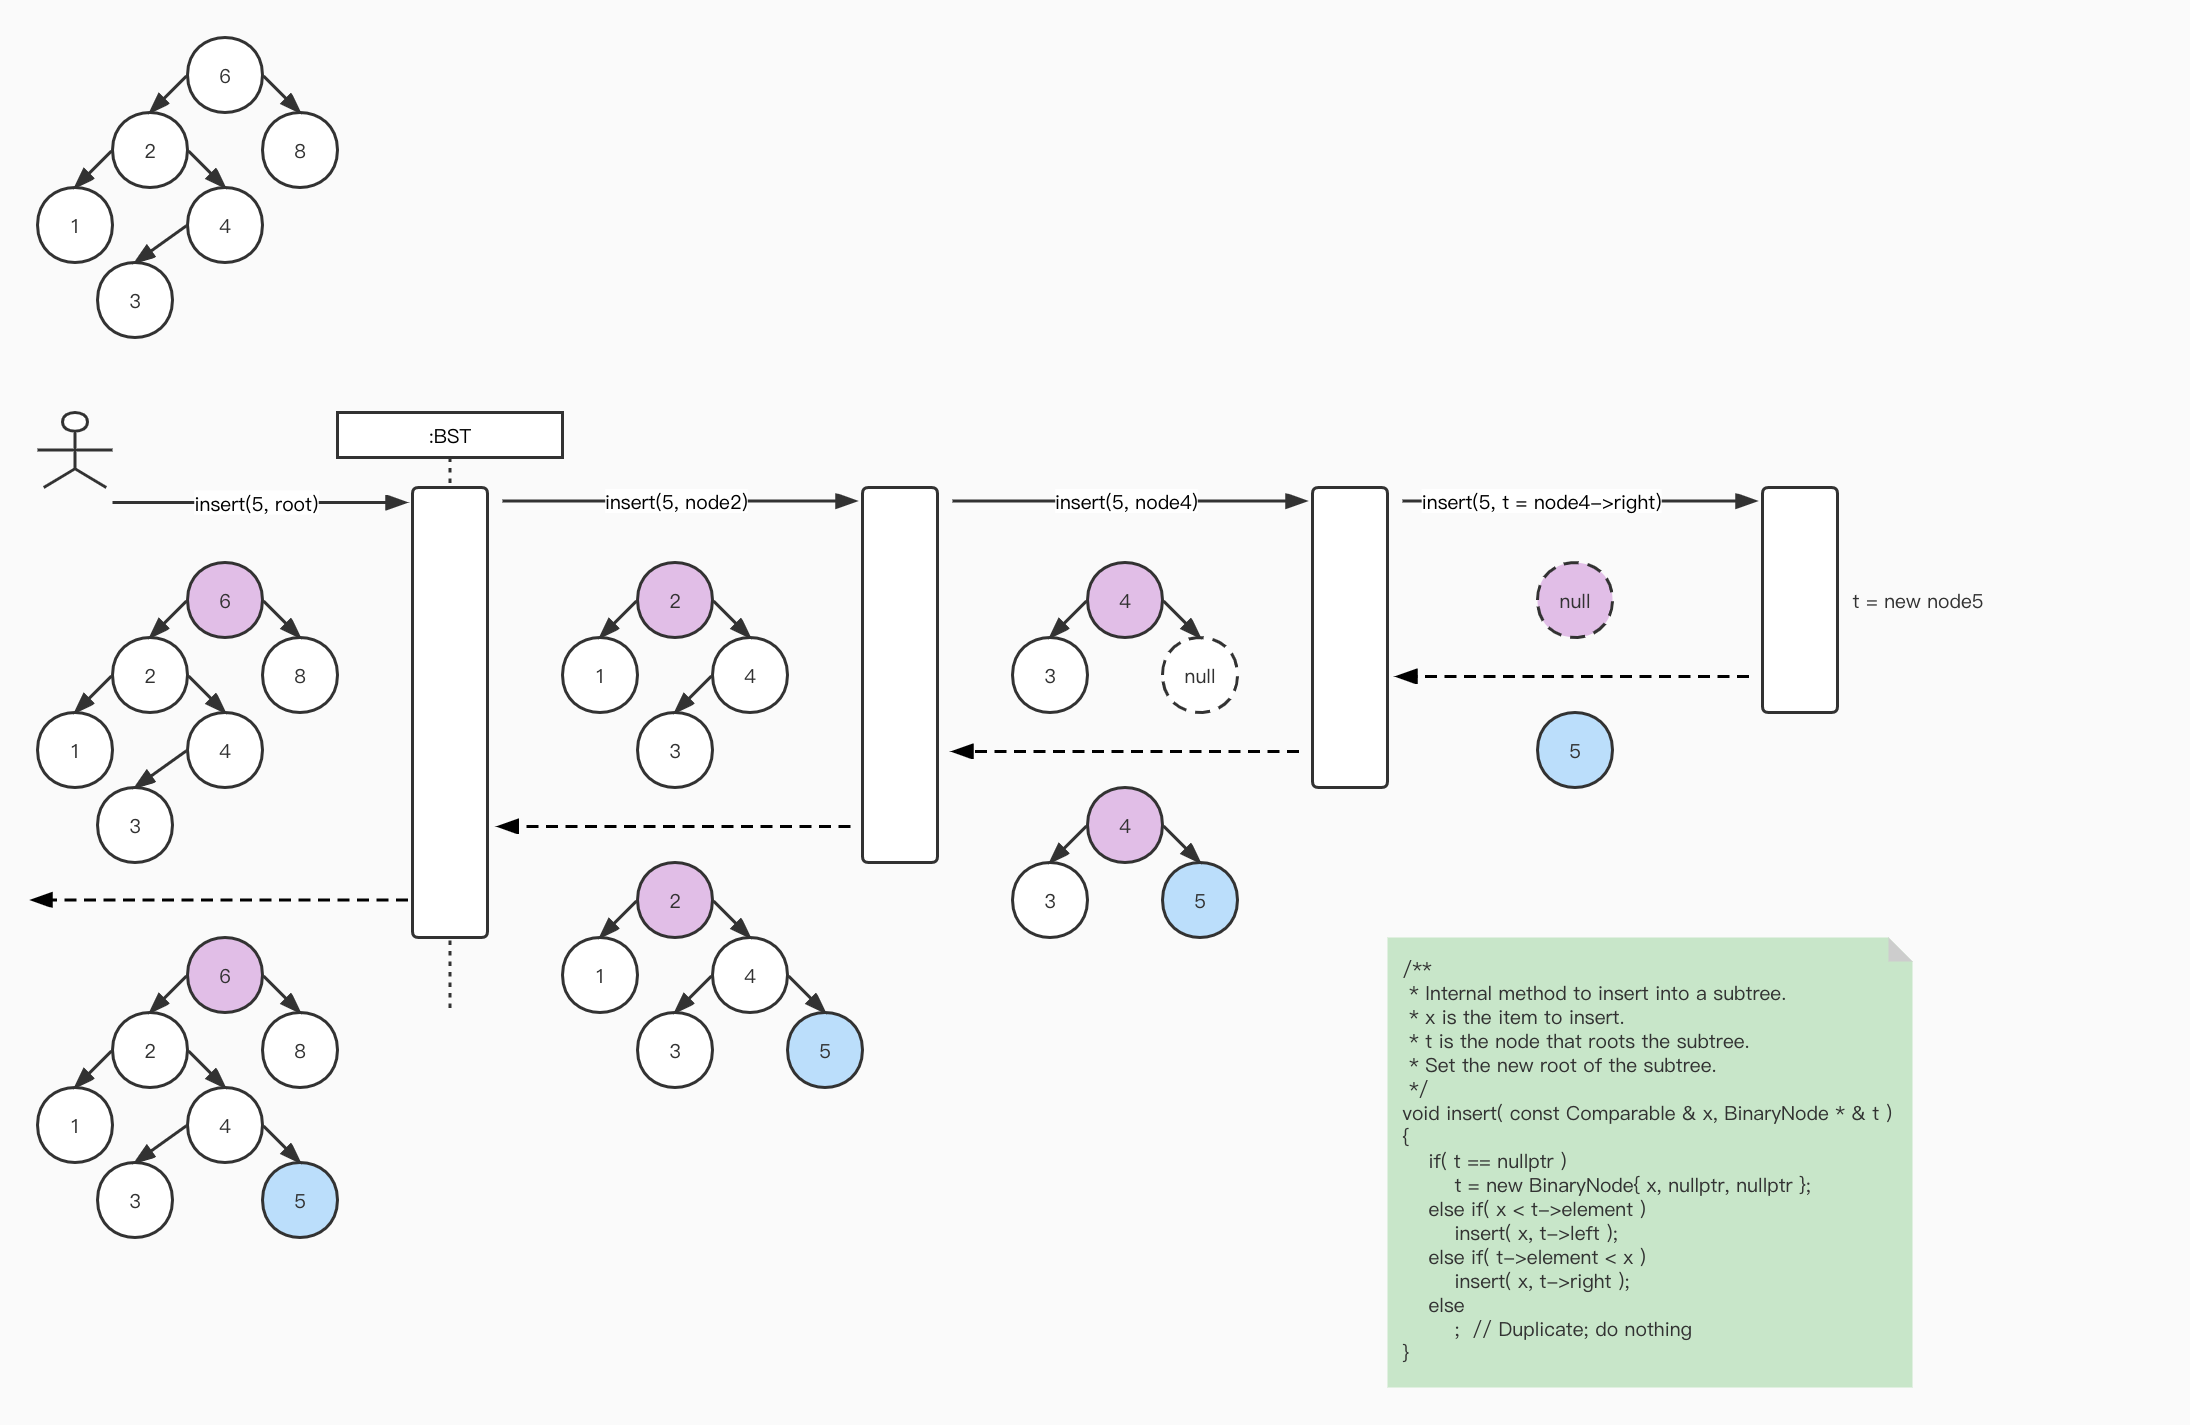 6
2
8
1
4
3
:BST
insert(5, root)
insert(5, node2)
insert(5, node4)
insert(5, t = node4->right)
6
2
8
1
4
3
2
1
4
3
4
3
null
null
t = new node5
5
4
3
5
2
1
4
3
5
6
2
8
1
4
3
5
/**
* Internal method to insert into a subtree.
* x is the item to insert.
* t is the node that roots the subtree.
* Set the new root of the subtree.
*/
void insert( const Comparable & x, BinaryNode * & t )
{
if( t == nullptr )
t = new BinaryNode{ x, nullptr, nullptr };
else if( x < t->element )
insert( x, t->left );
else if( t->element < x )
insert( x, t->right );
else
; // Duplicate; do nothing
}